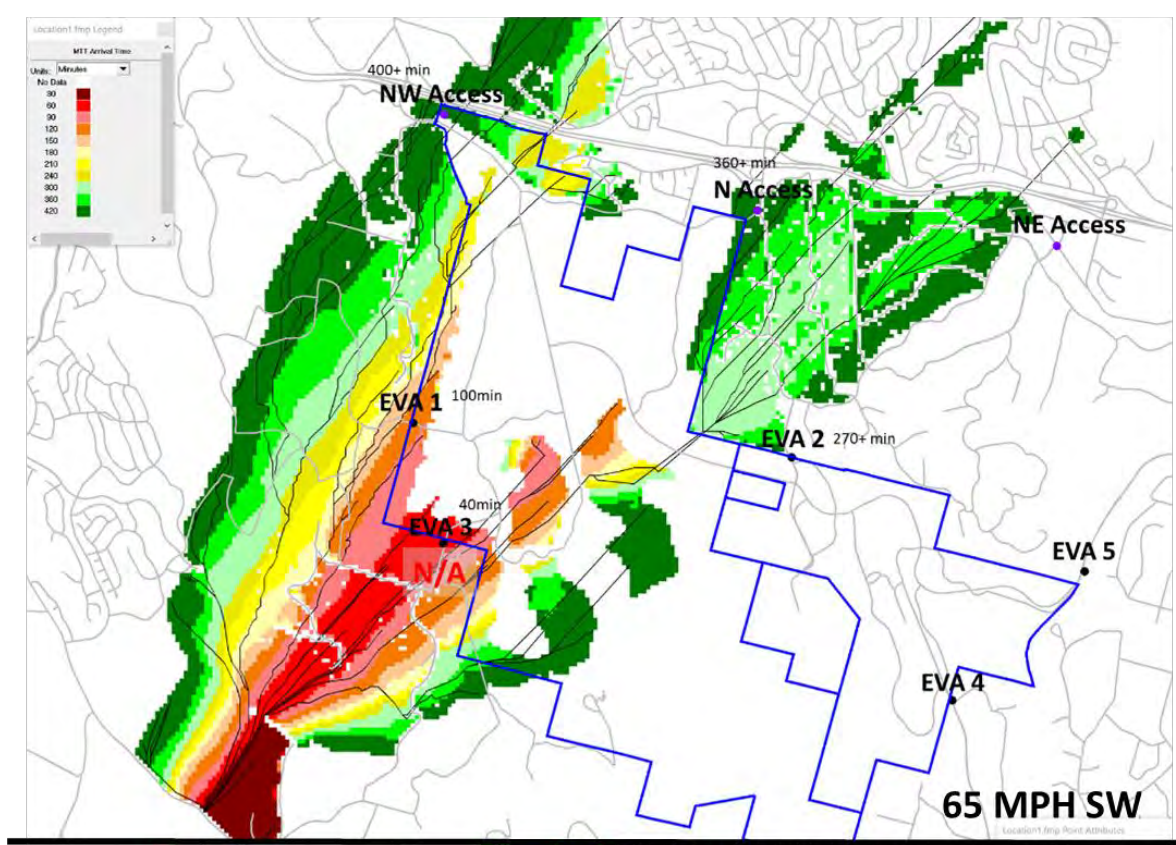 Location1.fmp Legend
MTT Arrival Time
Units: Minutes
No Data
30
60
90
120
150
180
210
240
300
360
420
400+ min
NW Access
360+ min
N Access
NE Access
EVA 1 100min
EVA 2 270+ min
40min
EVA 3
N/A
EVA 5
EVA 4
65 MPH SW
Location1.fmp Point Attributes